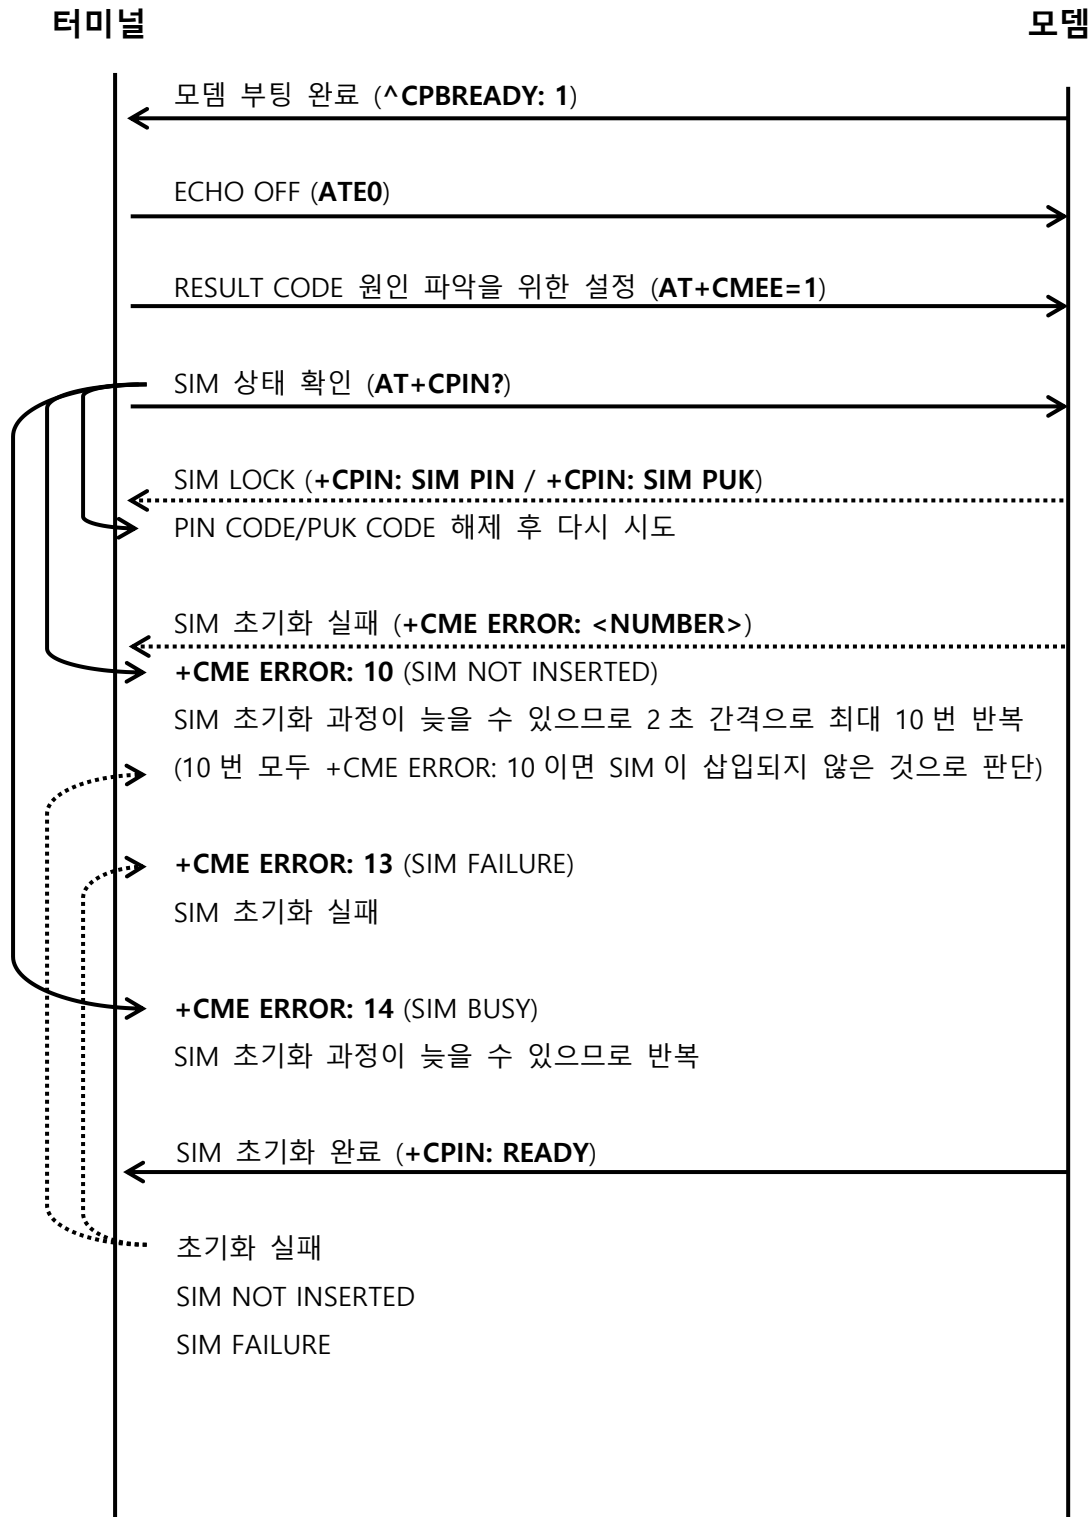 터미널 모뎀
모뎀 부팅 완료 (^CPBREADY: 1)
ECHO OFF (ATE0)
RESULT CODE 원인 파악을 위한 설정 (AT+CMEE=1)
SIM 상태 확인 (AT+CPIN?)
SIM LOCK (+CPIN: SIM PIN / +CPIN: SIM PUK)
PIN CODE/PUK CODE 해제 후 다시 시도
SIM 초기화 실패 (+CME ERROR: <NUMBER>)
+CME ERROR: 10 (SIM NOT INSERTED)
SIM 초기화 과정이 늦을 수 있으므로 2 초 간격으로 최대 10 번 반복
(10 번 모두 +CME ERROR: 10 이면 SIM 이 삽입되지 않은 것으로 판단)
+CME ERROR: 13 (SIM FAILURE)
SIM 초기화 실패
+CME ERROR: 14 (SIM BUSY)
SIM 초기화 과정이 늦을 수 있으므로 반복
SIM 초기화 완료 (+CPIN: READY)
초기화 실패
SIM NOT INSERTED
SIM FAILURE